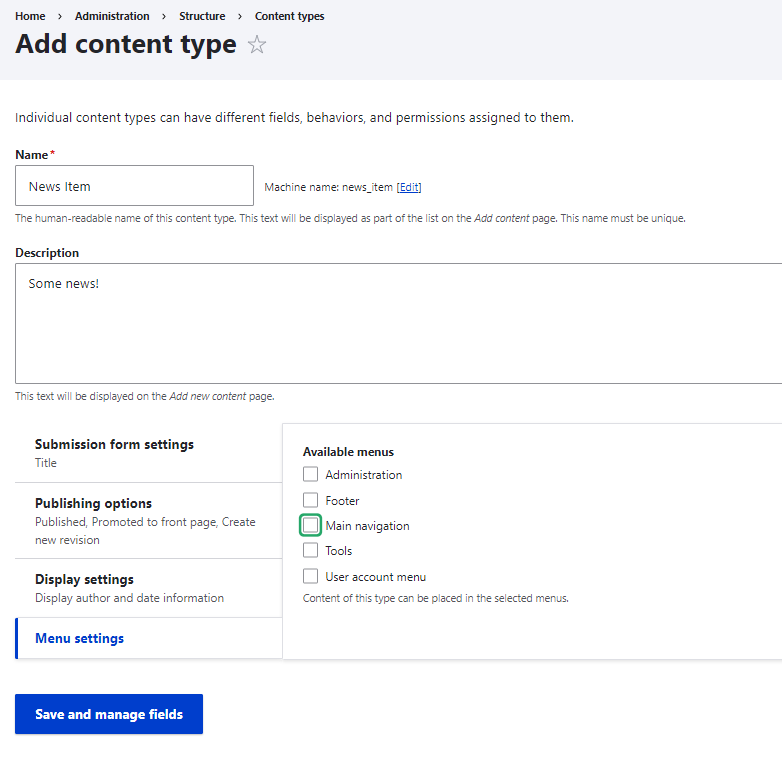 Home › Administration › Structure › Content types
Add content type
Individual content types can have different fields, behaviors, and permissions assigned to them.
Name*
News Item
Machine name: news_item [Edit]
The human-readable name of this content type. This text will be displayed as part of the list on the Add content page. This name must be unique.
Description
Some news!
This text will be displayed on the Add new content page.
Submission form settings
Title
Publishing options
Published, Promoted to front page, Create
new revision
Display settings
Display author and date information
Menu settings
Available menus
Administration
Footer
Main navigation
Tools
User account menu
Content of this type can be placed in the selected menus.
Save and manage fields